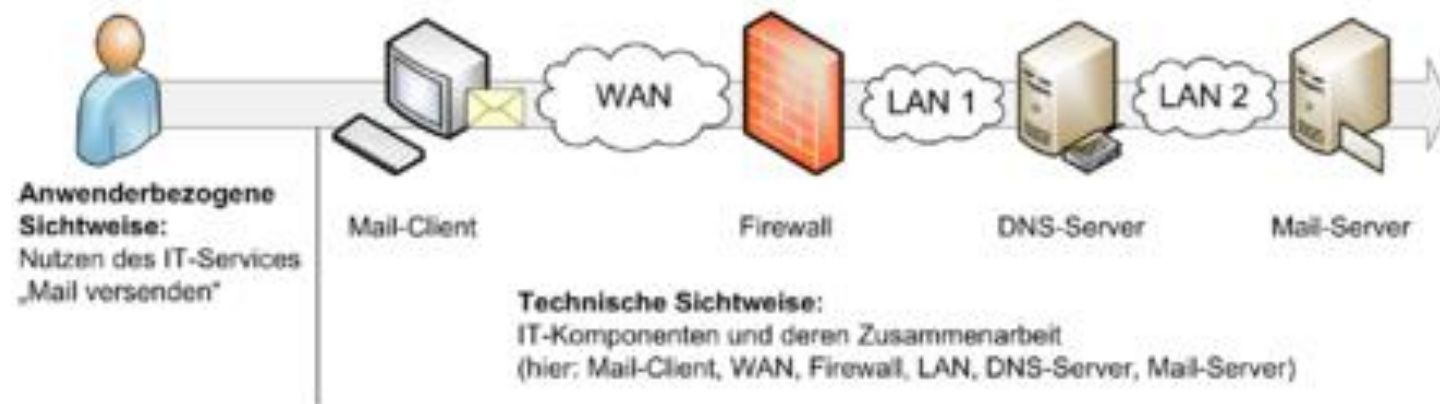 WAN
LAN 1
LAN 2
Anwenderbezogene
Sichtweise:
Nutzen des IT-Services
„Mail versenden“
Mail-Client
Firewall
DNS-Server
Mail-Server
Technische Sichtweise:
IT-Komponenten und deren Zusammenarbeit
(hier: Mail-Client, WAN, Firewall, LAN, DNS-Server, Mail-Server)